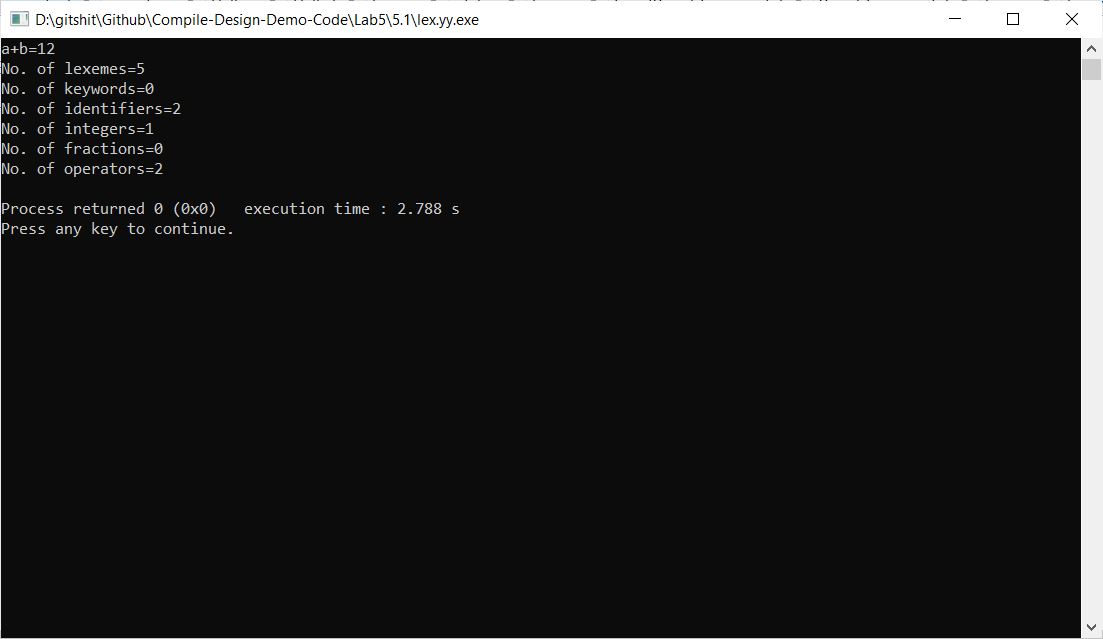 D:\gitshit\Github\Compile-Design-Demo-Code\Lab5\5.1\lex.yy.exe
a+b=12
No. of lexemes=5
No. of keywords=0
No. of identifiers=2
No. of integers=1
No. of fractions=0
No. of operators=2
Process returned 0 (0x0)   execution time : 2.788 s
Press any key to continue.